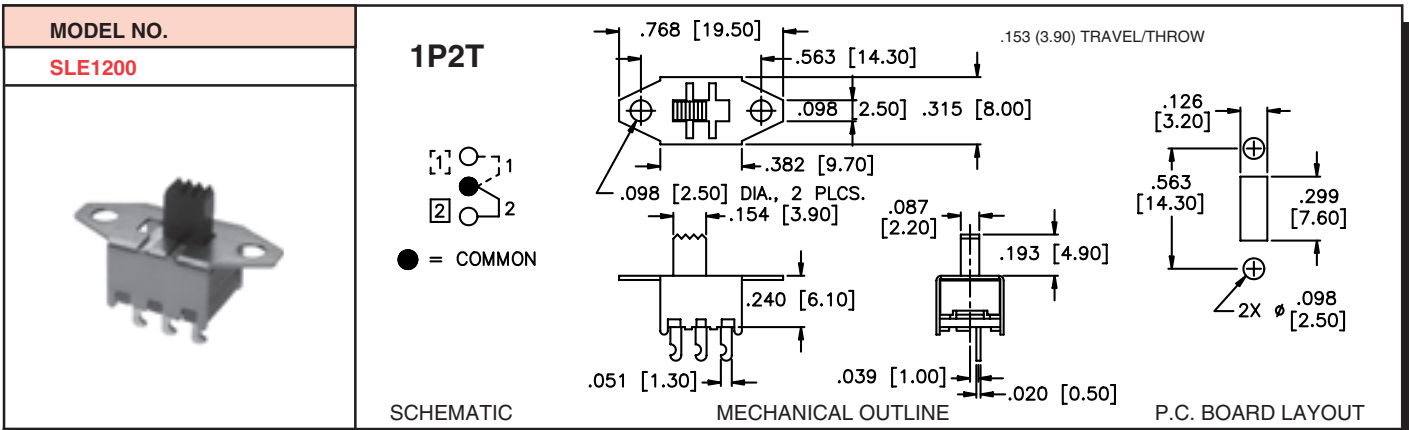 MODEL NO.
SLE1200
1P2T
[1]
1
2
2
= COMMON
SCHEMATIC
.768 [19.50]
.563 [14.30]
.153 (3.90) TRAVEL/THROW
.098 [2.50]
.315 [8.00]
.382 [9.70]
.098 [2.50] DIA., 2 PLCS.
.154 [3.90]
.087
[2.20]
.193 [4.90]
.240 [6.10]
.051 [1.30]
.039 [1.00]
.020 [0.50]
MECHANICAL OUTLINE
.126
[3.20]
.563
[14.30]
.299
[7.60]
2X ø .098
[2.50]
P.C. BOARD LAYOUT